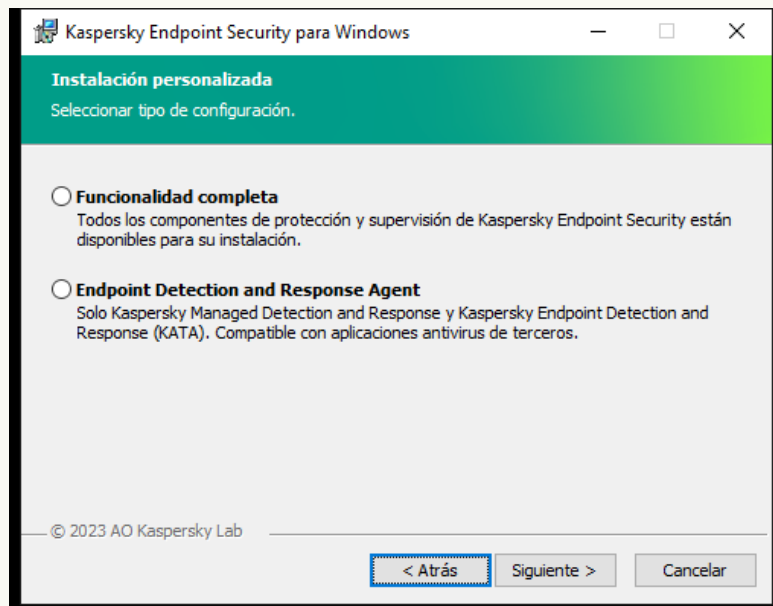 Kaspersky Endpoint Security para Windows
Instalación personalizada
Seleccionar tipo de configuración.
Funcionalidad completa
Todos los componentes de protección y supervisión de Kaspersky Endpoint Security están
disponibles para su instalación.
Endpoint Detection and Response Agent
Solo Kaspersky Managed Detection and Response y Kaspersky Endpoint Detection and
Response (KATA). Compatible con aplicaciones antivirus de terceros.
© 2023 AO Kaspersky Lab
< Atrás Siguiente > Cancelar